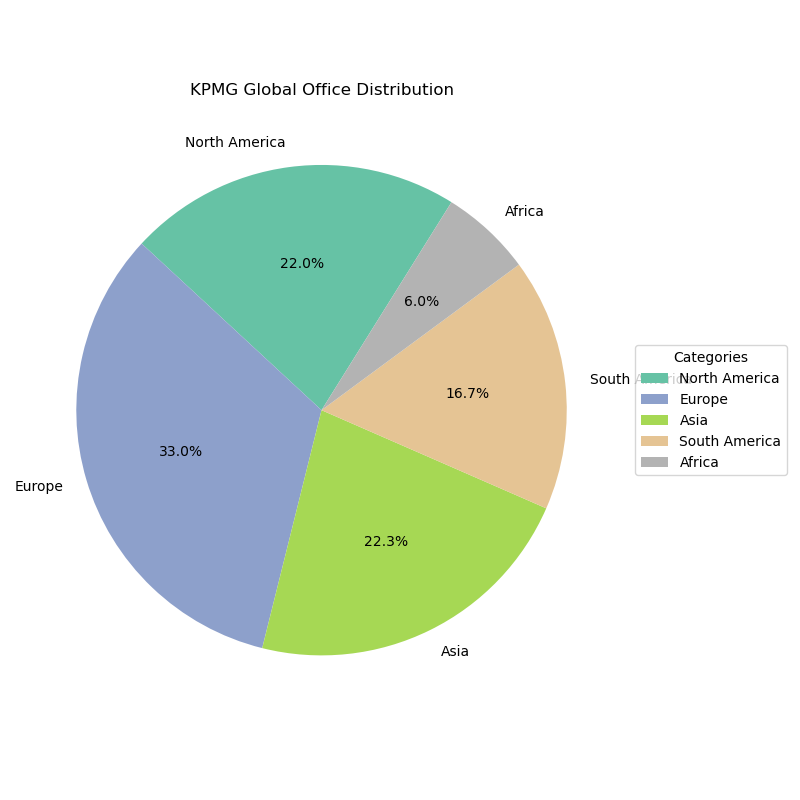 KPMG Global Office Distribution
North America
Africa
22.0%
6.0%
South America
16.7%
33.0%
Europe
22.3%
Asia
Categories
North America
Europe
Asia
South America
Africa